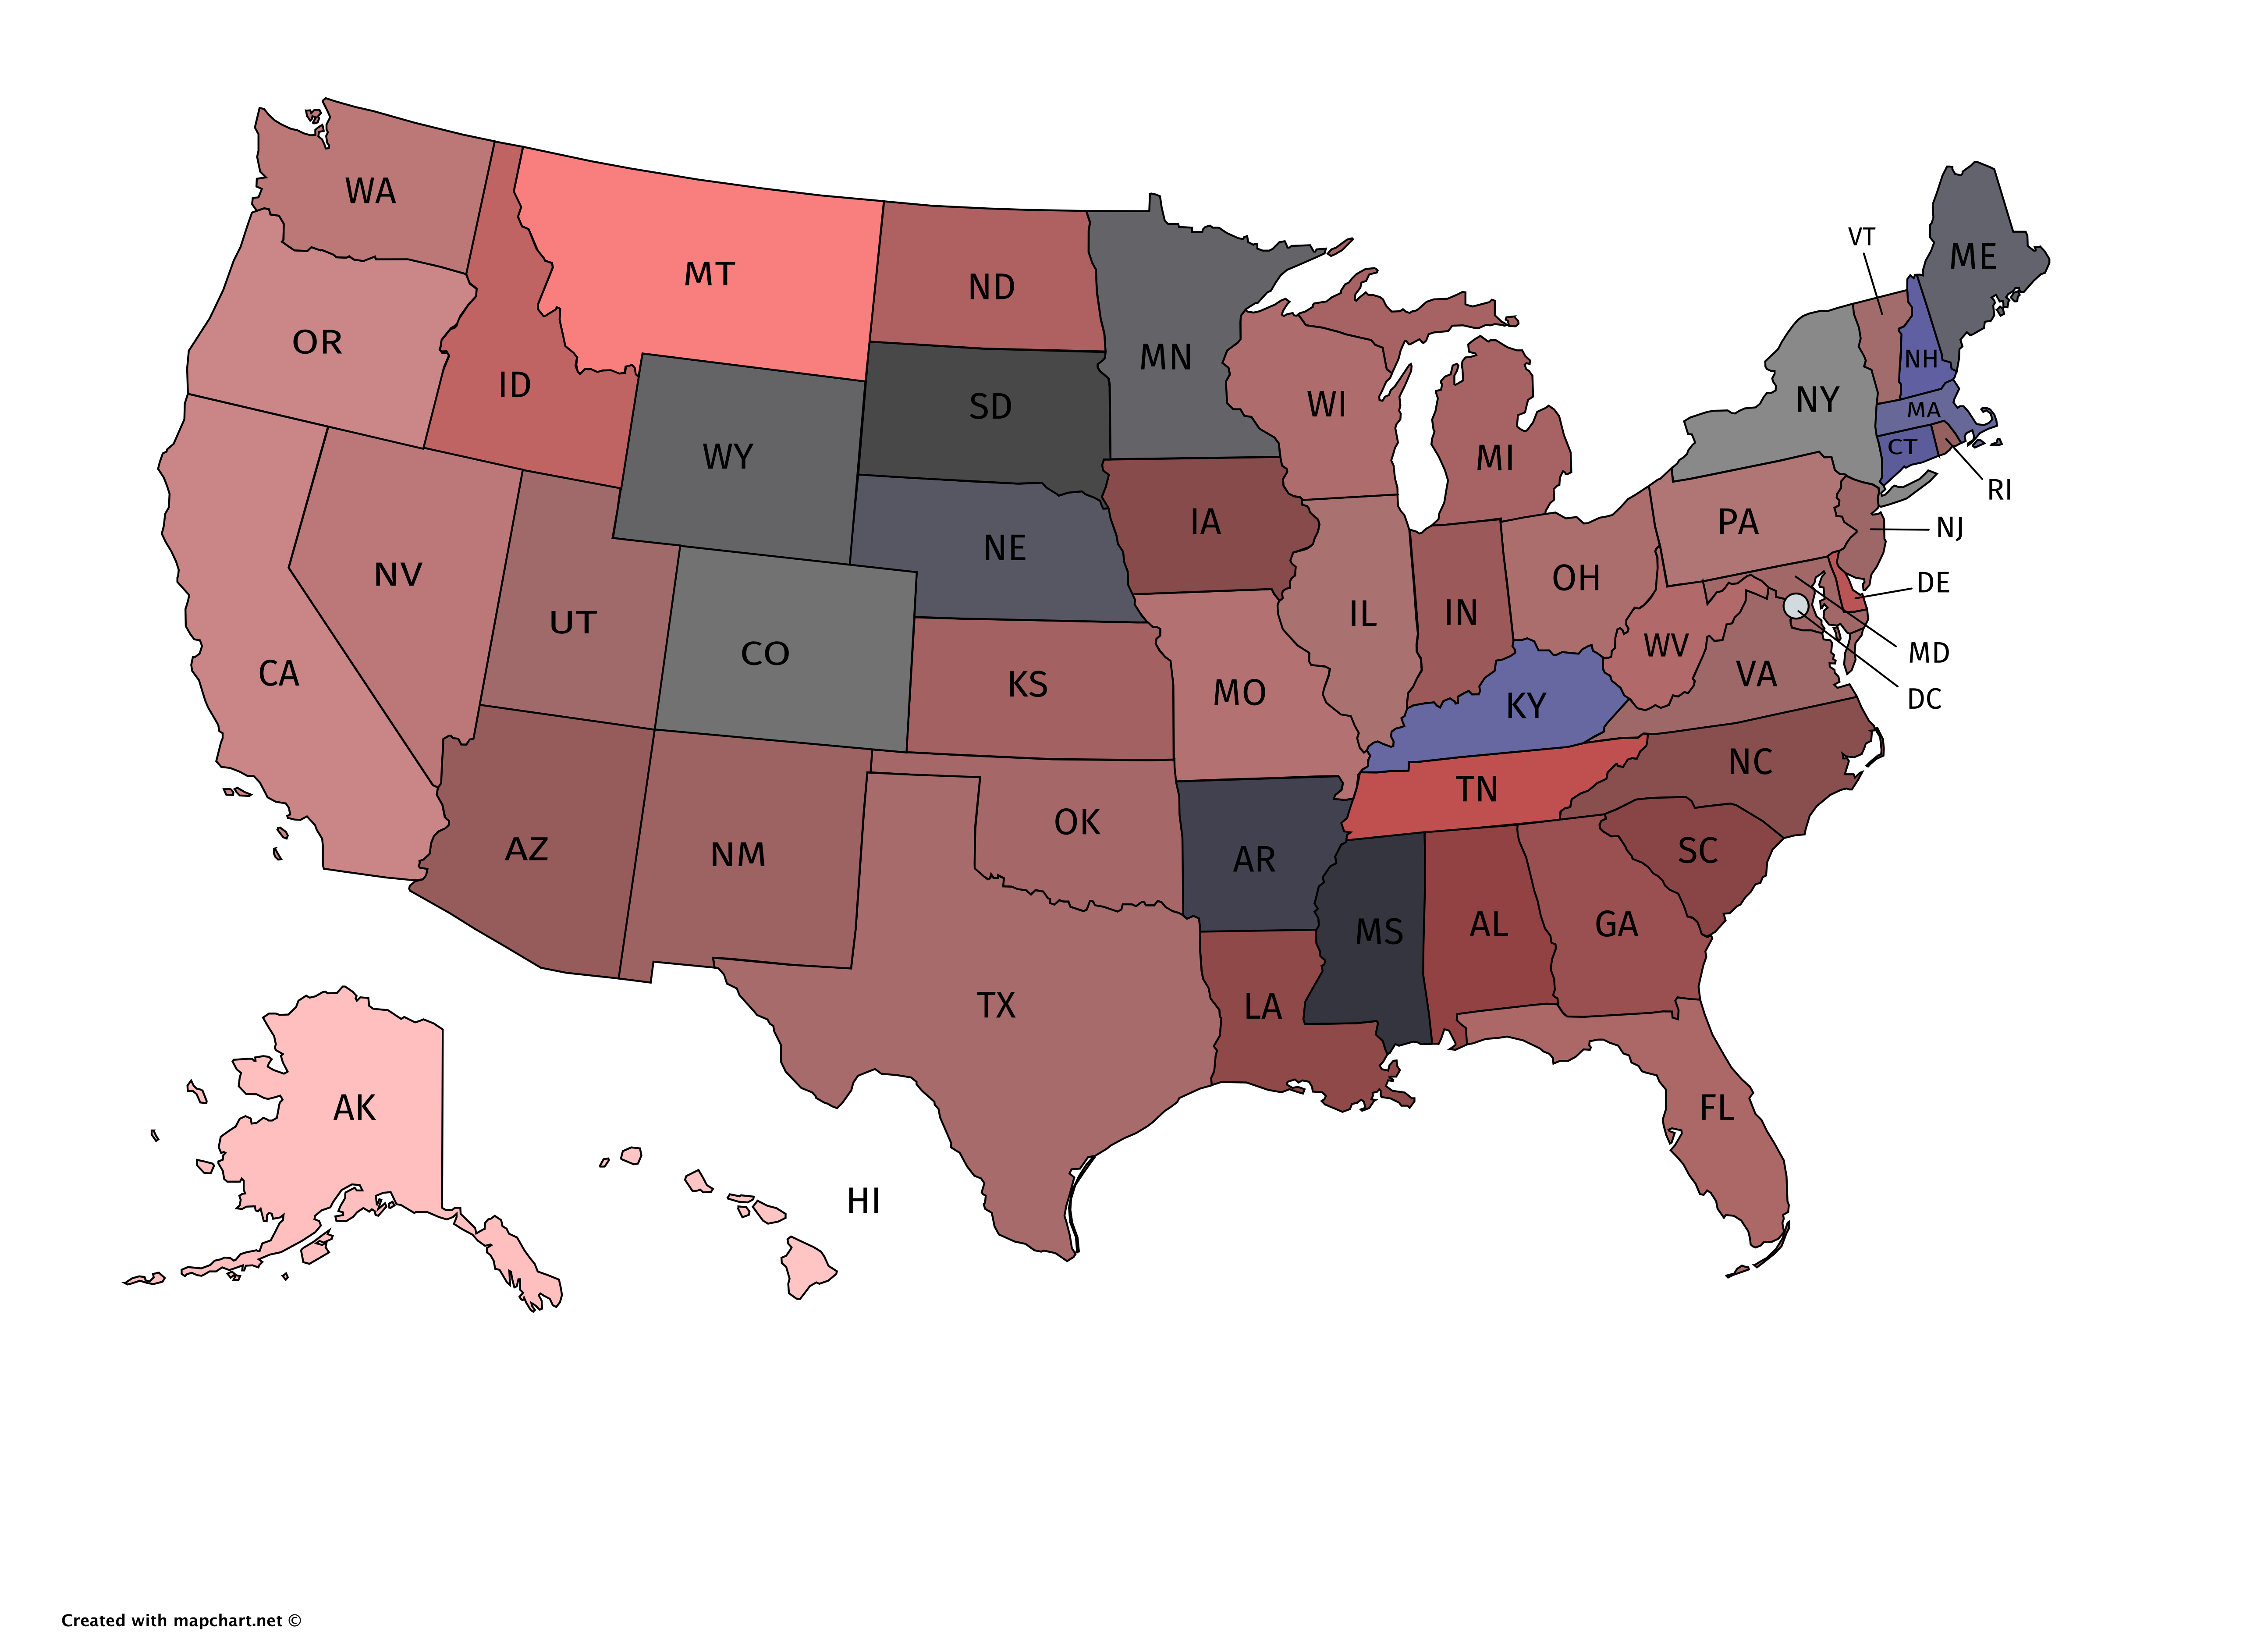 VT
WA
ME
MT
ND
OR
MN
NH
ID
WI
NY
SD
MA
WY
CT
MI
RI
IA
PA
NJ
NE
NV
OH
DE
UT
IL
IN
CO
WV
MD
CA
VA
KS
MO
DC
KY
NC
TN
OK
AZ
NM
AR
SC
AL
GA
MS
TX
LA
AK
FL
HI
Created with mapchart.net ©